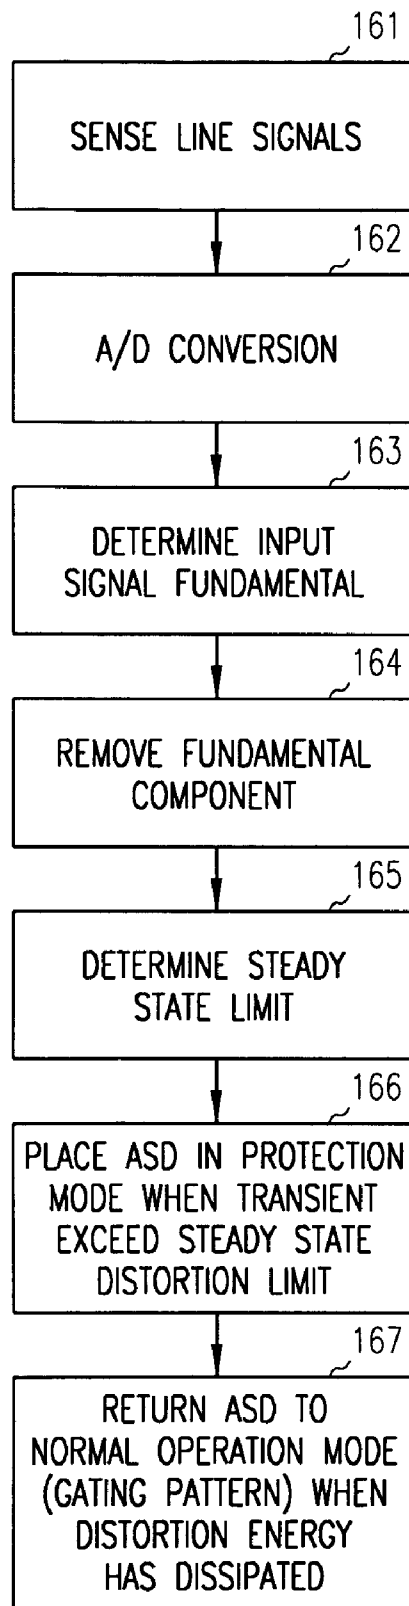 161
SENSE LINE SIGNALS
162
A/D CONVERSION
163
DETERMINE INPUT
SIGNAL FUNDAMENTAL
164
REMOVE FUNDAMENTAL
COMPONENT
165
DETERMINE STEADY
STATE LIMIT
166
PLACE ASD IN PROTECTION
MODE WHEN TRANSIENT
EXCEED STEADY STATE
DISTORTION LIMIT
167
RETURN ASD TO
NORMAL OPERATION MODE
(GATING PATTERN) WHEN
DISTORTION ENERGY
HAS DISSIPATED